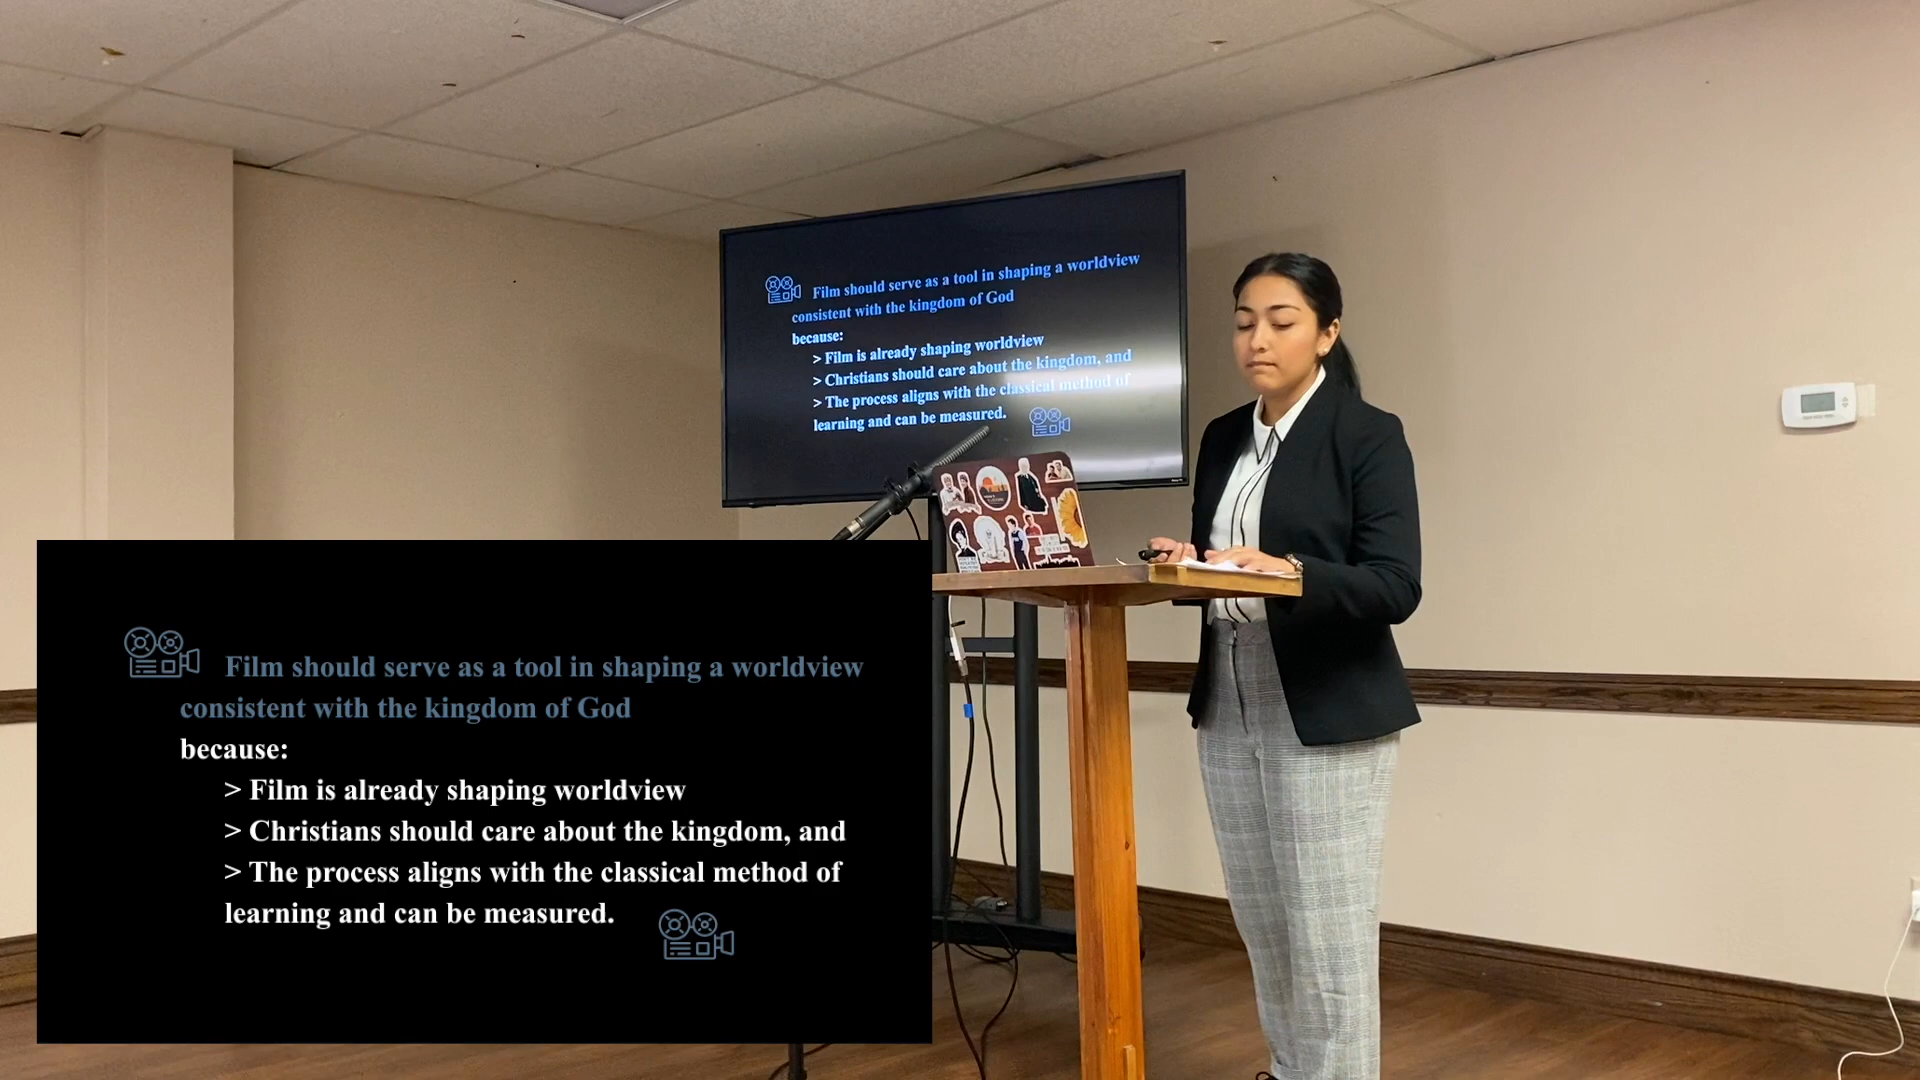 Film should serve as a tool in shaping a worldview
consistent with the kingdom of God
because:
> Film is already shaping worldview
> Christians should care about the kingdom, and
> The process aligns with the classical method of
learning and can be measured.
Film should serve as a tool in shaping a worldview
consistent with the kingdom of God
because:
> Film is already shaping worldview
> Christians should care about the kingdom, and
> The process aligns with the classical method of
learning and can be measured.